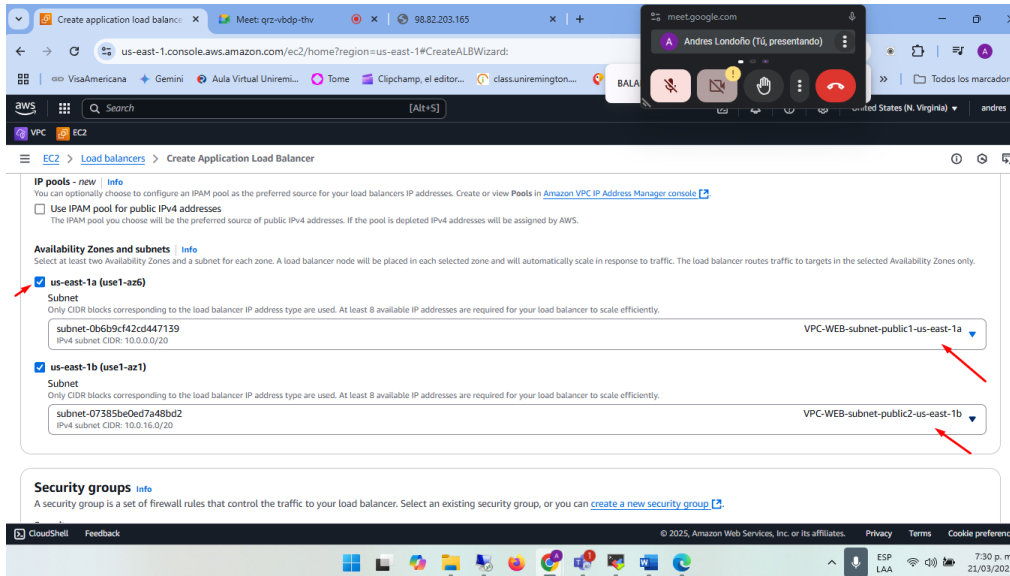 Create application load balance
Meet: qrz-vbdp-thv
98.82.203.165
meet.google.com
Andres Londoño (Tú, presentando)
A
us-east-1.console.aws.amazon.com/ec2/home?region=us-east-1#CreateALBWizard:
A
VisaAmericana
Gemini
Aula Virtual Uniremi...
Tome
Clipchamp, el editor...
class.uniremington....
BALA
Todos los marcador
aws
Search
[Alt+S]
United States (N. Virginia)
andres
VPC
EC2
EC2 > Load balancers > Create Application Load Balancer
IP pools - new | Info
You can optionally choose to configure an IPAM pool as the preferred source for your load balancers IP addresses. Create or view Pools in Amazon VPC IP Address Manager console.
Use IPAM pool for public IPv4 addresses
The IPAM pool you choose will be the preferred source of public IPv4 addresses. If the pool is depleted IPv4 addresses will be assigned by AWS.
Availability Zones and subnets | Info
Select at least two Availability Zones and a subnet for each zone. A load balancer node will be placed in each selected zone and will automatically scale in response to traffic. The load balancer routes traffic to targets in the selected Availability Zones only.
us-east-1a (use1-az6)
Subnet
Only CIDR blocks corresponding to the load balancer IP address type are used. At least 8 available IP addresses are required for your load balancer to scale efficiently.
subnet-0b6b9cf42cd447139
VPC-WEB-subnet-public1-us-east-1a
IPv4 subnet CIDR: 10.0.0.0/20
us-east-1b (use1-az1)
Subnet
Only CIDR blocks corresponding to the load balancer IP address type are used. At least 8 available IP addresses are required for your load balancer to scale efficiently.
subnet-07385be0ed7a48bd2
VPC-WEB-subnet-public2-us-east-1b
IPv4 subnet CIDR: 10.0.16.0/20
Security groups Info
A security group is a set of firewall rules that control the traffic to your load balancer. Select an existing security group, or you can create a new security group.
CloudShell
Feedback
© 2025, Amazon Web Services, Inc. or its affiliates.
Privacy
Terms
Cookie preferenc
ESP
LAA
7:30 p. m
21/03/202